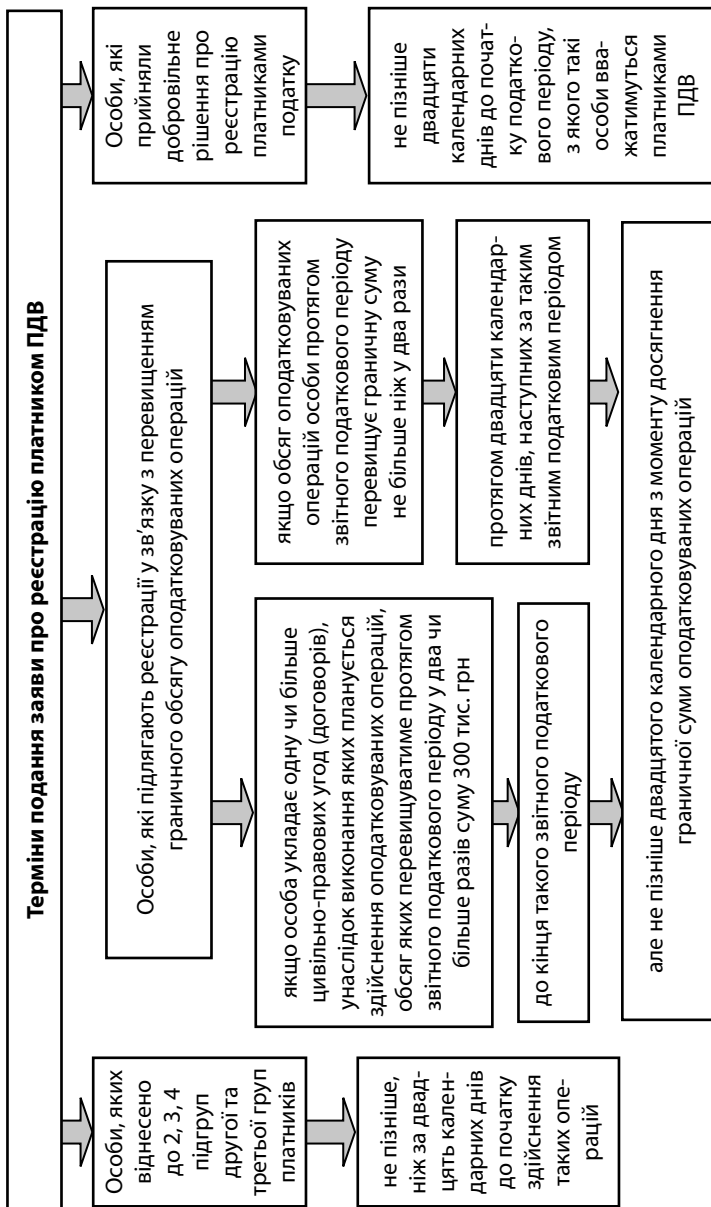 Терміни подання заяви про реєстрацію платником ПДВ
Особи, яких
віднесено
до 2, 3, 4
підгруп
другої та
третьої груп
платників
не пізніше,
ніж за двад-
цять кален-
дарних днів
до початку
здійснення
таких опе-
рацій
Особи, які підлягають реєстрації у зв’язку з перевищенням
граничного обсягу оподатковуваних операцій
якщо особа укладає одну чи більше
цивільно-правових угод (договорів),
унаслідок виконання яких планується
здійснення оподатковуваних операцій,
обсяг яких перевищуватиме протягом
звітного податкового періоду у два чи
більше разів суму 300 тис. грн
до кінця такого звітного податкового
періоду
якщо обсяг оподатковуваних
операцій особи протягом
звітного податкового періоду
перевищує граничну суму
не більше ніж у два рази
протягом двадцяти календар-
них днів, наступних за таким
звітним податковим періодом
але не пізніше двадцятого календарного дня з моменту досягнення
граничної суми оподатковуваних операцій
Особи, які
прийняли
добровільне
рішення про
реєстрацію
платниками
податку
не пізніше
двадцяти
календарних
днів до почат-
ку податко-
вого періоду,
з якого такі
особи вва-
жатимуться
платниками
ПДВ